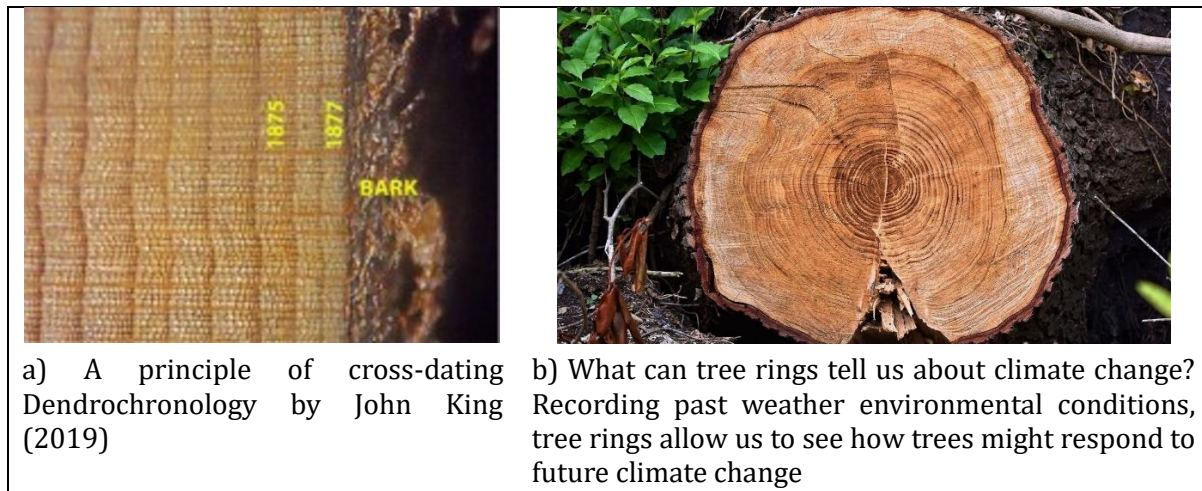 1875
1877
BARK
a) A principle of cross-dating
Dendrochronology by John King
(2019)
b) What can tree rings tell us about climate change?
Recording past weather environmental conditions,
tree rings allow us to see how trees might respond to
future climate change